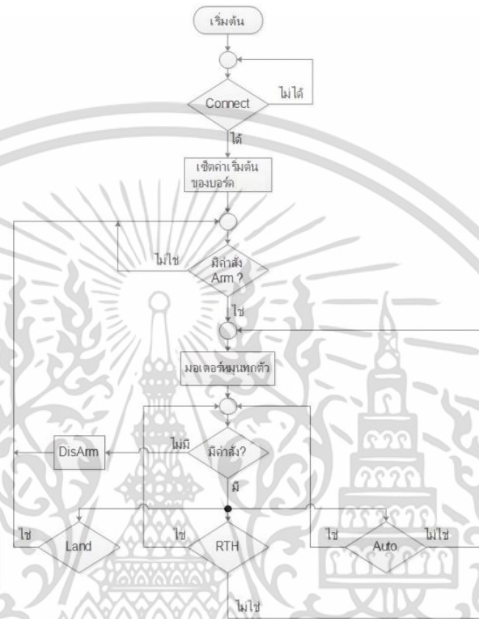 เริ่มต้น
Connect
ไม่ได้
ได้
เซ็ตค่าเริ่มต้น
ของบอร์ด
ไม่ใช่
มีคำสั่ง
Arm ?
ใช่
มอเตอร์หมุนทุกตัว
DisArm
ไม่มี
มีคำสั่ง?
มี
ใช่
Land
ใช่
RTH
ใช่
Auto
ไม่ใช่
ไม่ใช่